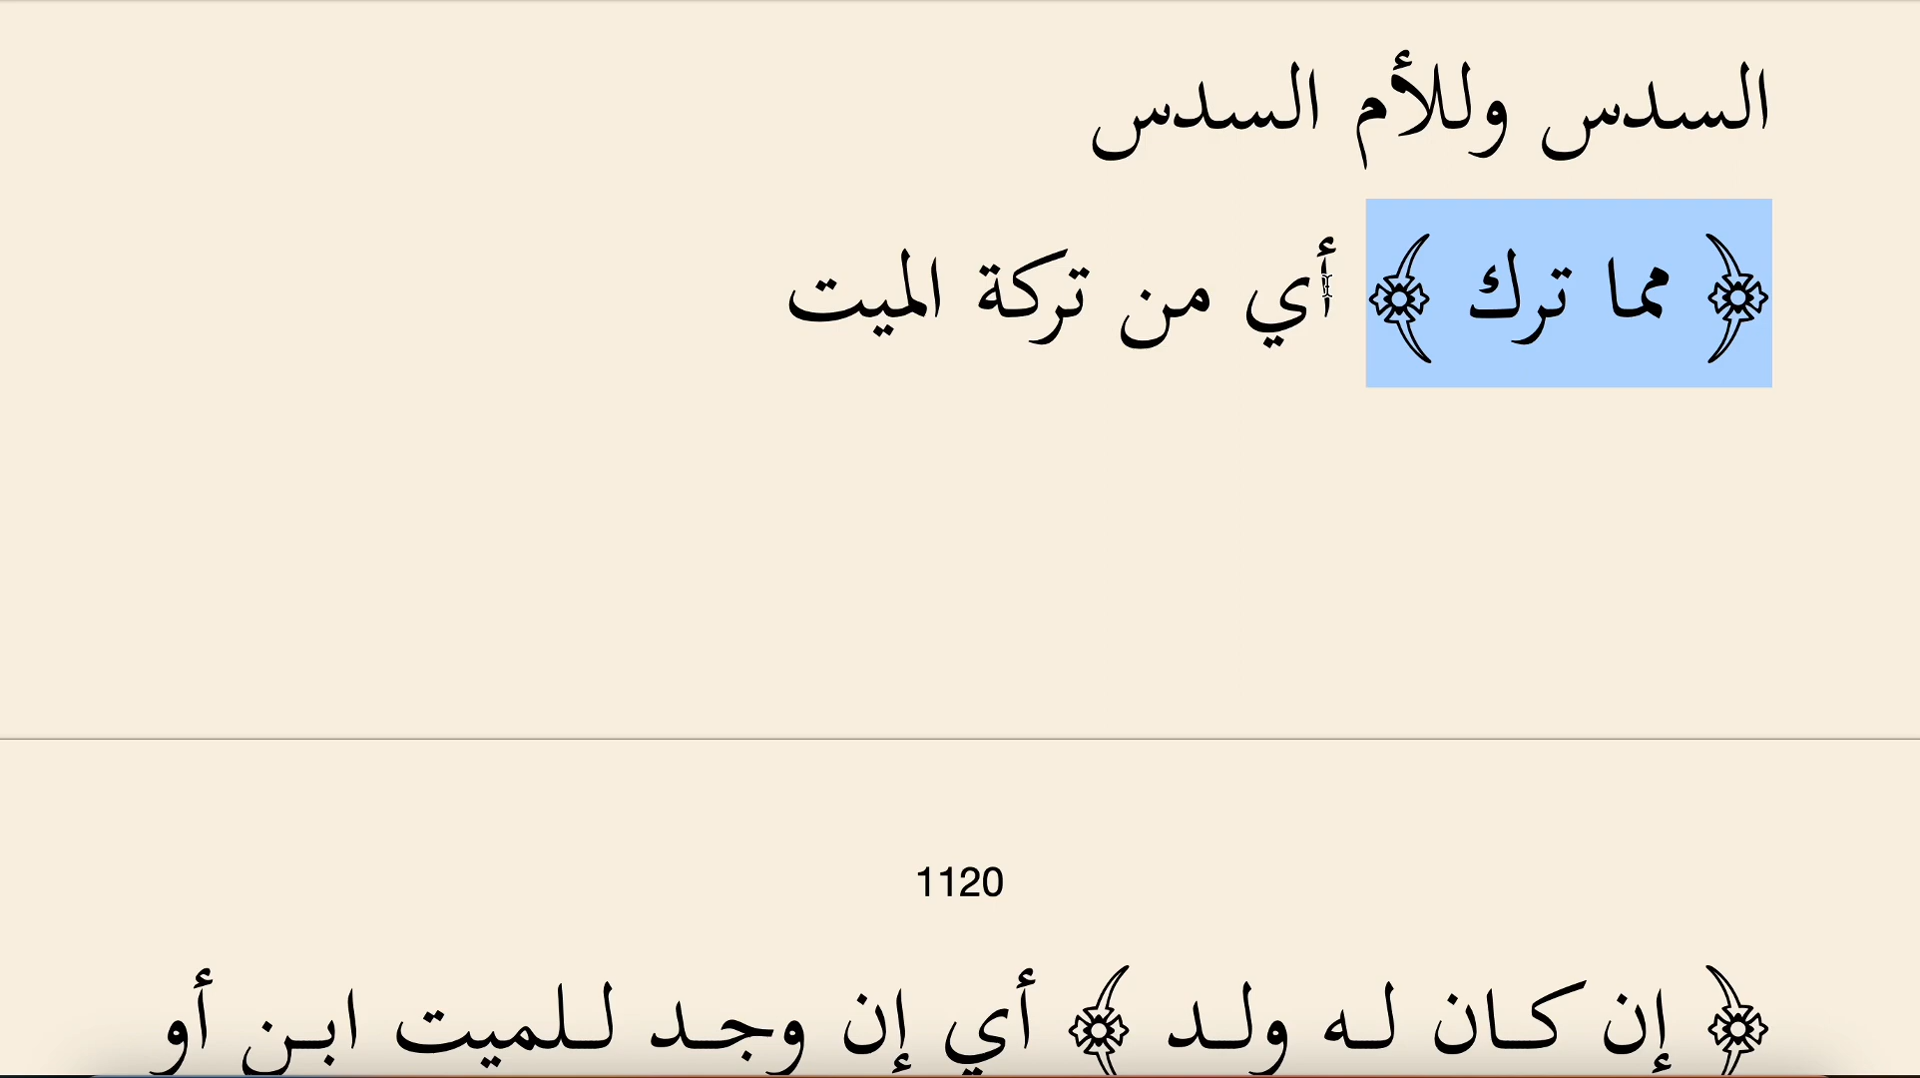 السدس وللأم السدس
﴿ مما ترك ﴾ أي من تركة الميت
1120
﴿ إن كان له ولد ﴾ أي إن وجد للميت ابن أو